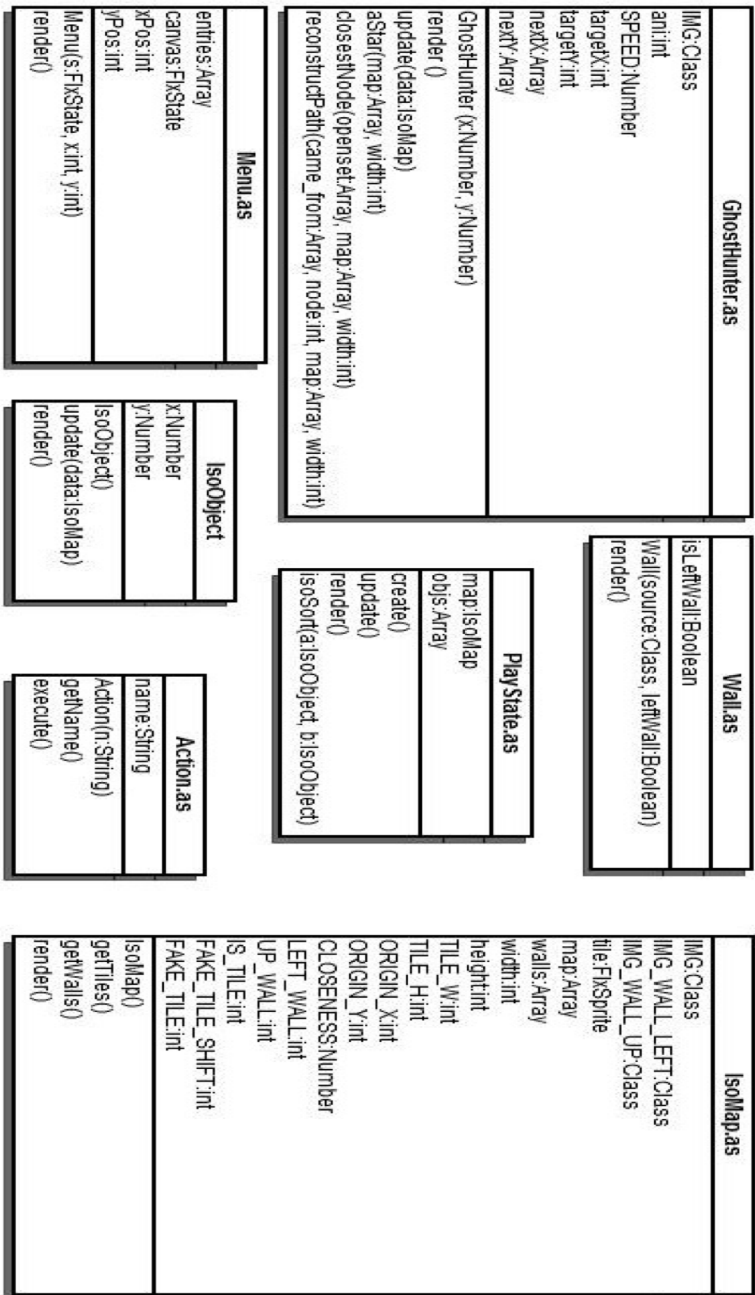 GhostHunter.as
IMG:Class
ani:int
SPEED:Number
targetX:int
targetY:int
nextX:Array
nextY:Array
GhostHunter (x:Number, y:Number)
render ()
update(data:IsoMap)
aStar(map:Array, width:int)
closestNode(openset:Array, map:Array, width:int)
reconstructPath(came_from:Array, node:int, map:Array, width:int)
Wall.as
isLeftWall:Boolean
Wall(source:Class, leftWall:Boolean)
render()
IsoMap.as
IMG:Class
IMG_WALL_LEFT:Class
IMG_WALL_UP:Class
tile:FlxSprite
map:Array
walls:Array
width:int
height:int
TILE_W:int
TILE_H:int
ORIGIN_X:int
ORIGIN_Y:int
CLOSENESS:Number
LEFT_WALL:int
UP_WALL:int
IS_TILE:int
FAKE_TILE_SHIFT:int
FAKE_TILE:int
IsoMap()
getTiles()
getWalls()
render()
PlayState.as
map:IsoMap
objs:Array
create()
update()
render()
isoSort(a:IsoObject, b:IsoObject)
Menu.as
entries:Array
canvas:FlxState
xPos:int
yPos:int
Menu(s:FlxState, x:int, y:int)
render()
IsoObject
x:Number
y:Number
IsoObject()
update(data:IsoMap)
render()
Action.as
name:String
Action(n:String)
getName()
execute()